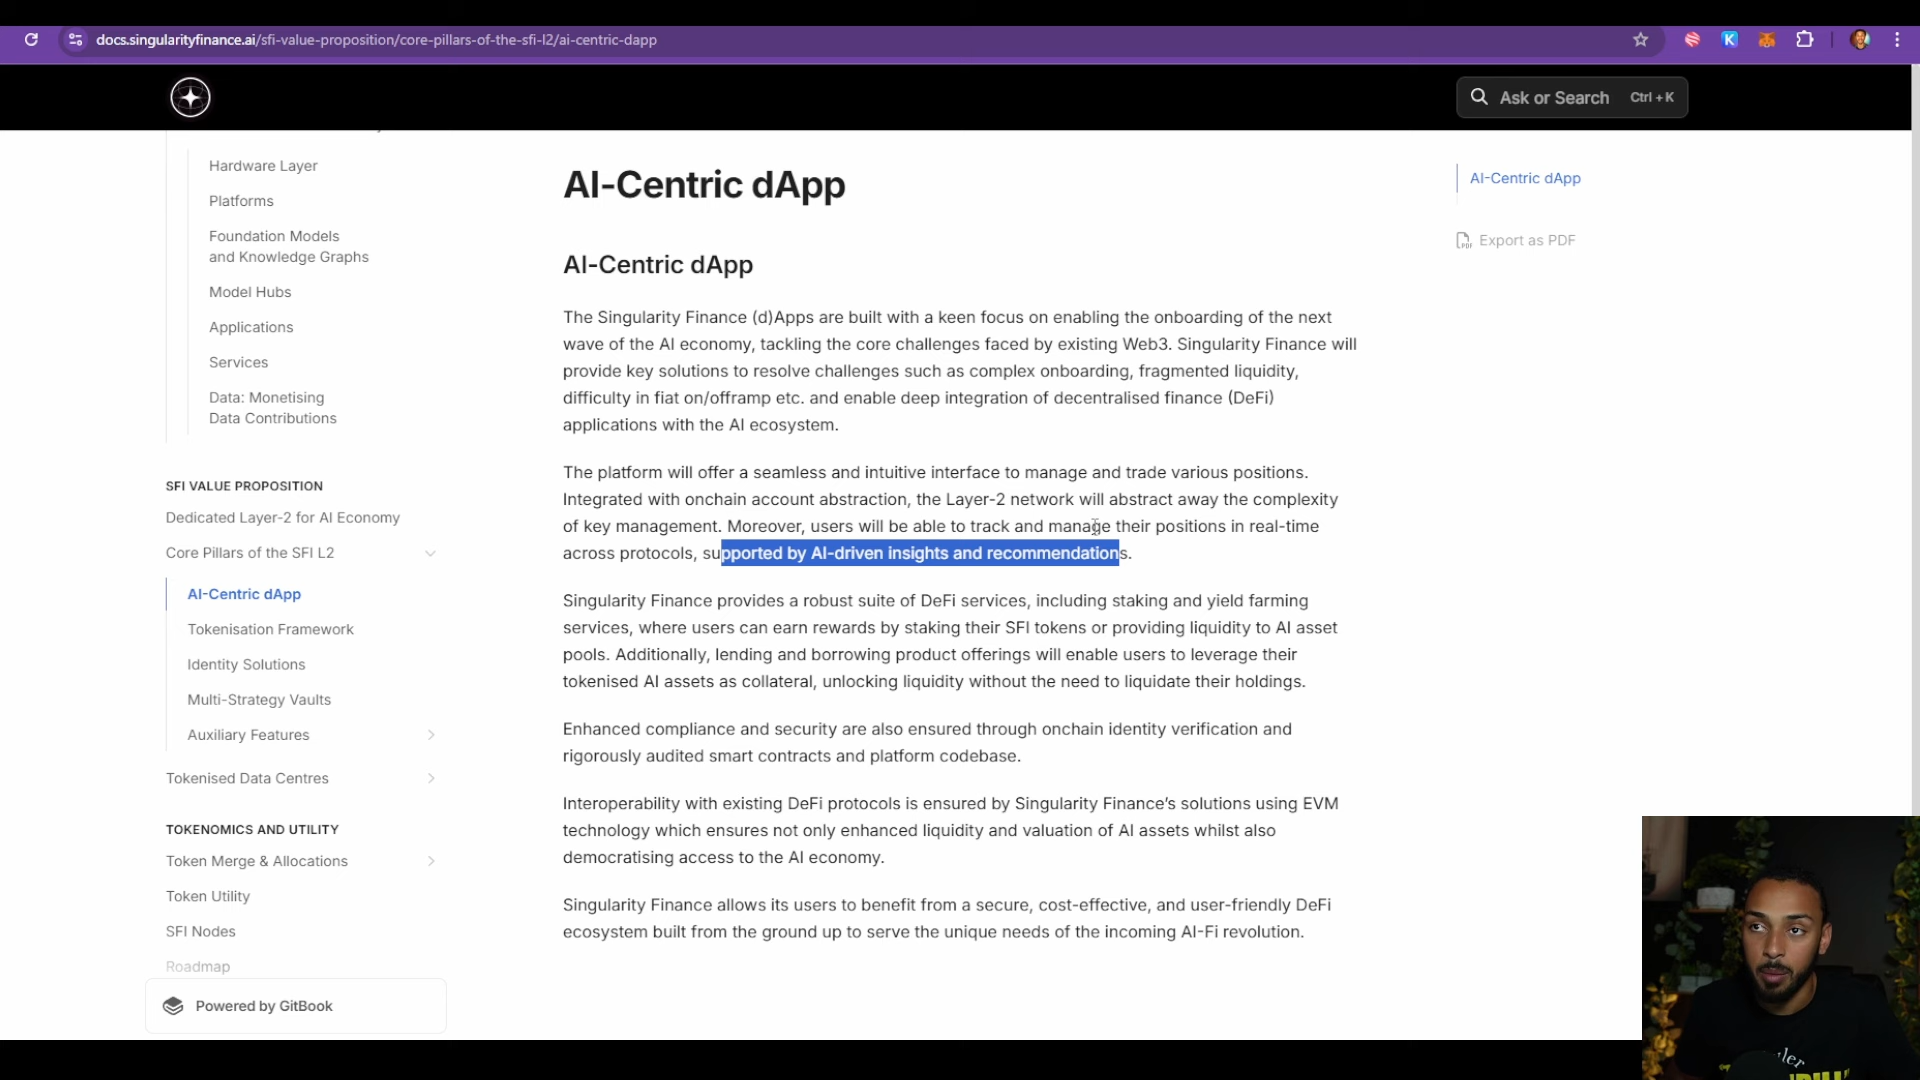 docs.singularityfinance.ai/sfi-value-proposition/core-pillars-of-the-sfi-l2/ai-centric-dapp
K
Ask or Search Ctrl + K
Hardware Layer
Platforms
Foundation Models
and Knowledge Graphs
Model Hubs
Applications
Services
Data: Monetising
Data Contributions
SFI VALUE PROPOSITION
Dedicated Layer-2 for AI Economy
Core Pillars of the SFI L2
AI-Centric dApp
Tokenisation Framework
Identity Solutions
Multi-Strategy Vaults
Auxiliary Features
Tokenised Data Centres
TOKENOMICS AND UTILITY
Token Merge & Allocations
Token Utility
SFI Nodes
Roadmap
Powered by GitBook
AI-Centric dApp
AI-Centric dApp
The Singularity Finance (d)Apps are built with a keen focus on enabling the onboarding of the next
wave of the AI economy, tackling the core challenges faced by existing Web3. Singularity Finance will
provide key solutions to resolve challenges such as complex onboarding, fragmented liquidity,
difficulty in fiat on/offramp etc. and enable deep integration of decentralised finance (DeFi)
applications with the AI ecosystem.
The platform will offer a seamless and intuitive interface to manage and trade various positions.
Integrated with onchain account abstraction, the Layer-2 network will abstract away the complexity
of key management. Moreover, users will be able to track and manage their positions in real-time
across protocols, supported by AI-driven insights and recommendations.
Singularity Finance provides a robust suite of DeFi services, including staking and yield farming
services, where users can earn rewards by staking their SFI tokens or providing liquidity to AI asset
pools. Additionally, lending and borrowing product offerings will enable users to leverage their
tokenised AI assets as collateral, unlocking liquidity without the need to liquidate their holdings.
Enhanced compliance and security are also ensured through onchain identity verification and
rigorously audited smart contracts and platform codebase.
Interoperability with existing DeFi protocols is ensured by Singularity Finance’s solutions using EVM
technology which ensures not only enhanced liquidity and valuation of AI assets whilst also
democratising access to the AI economy.
Singularity Finance allows its users to benefit from a secure, cost-effective, and user-friendly DeFi
ecosystem built from the ground up to serve the unique needs of the incoming AI-Fi revolution.
AI-Centric dApp
Export as PDF